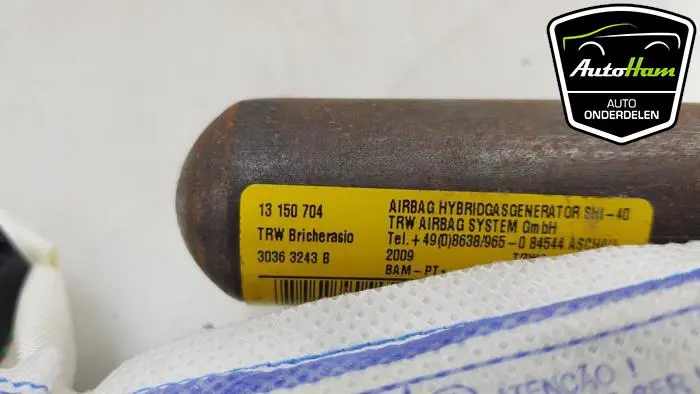 AutoHam
AUTO
ONDERDELEN
13 150 704
TRW Bricherasio
3036 3243 B
AIRBAG HYBRIDGASGENERATOR SHI-40
TRW AIRBAG SYSTEM GmbH
Tel.+49(0)8638/965-0 84544
2009
BAM-PT-
ATENÇÃO !